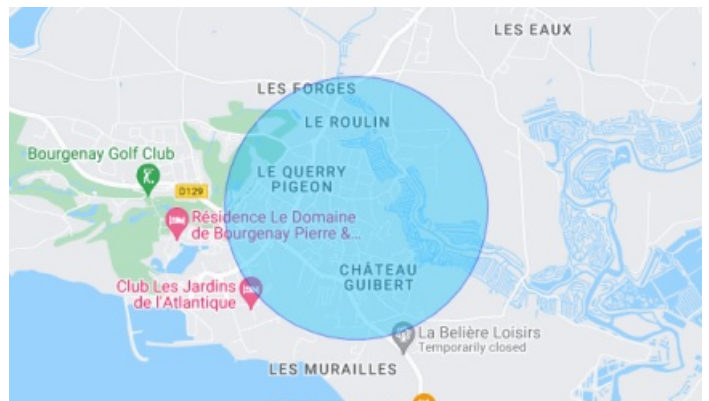 LES EAUX
LES FORGES
LE ROULIN
Bourgenay Golf Club
LE QUERRY
PIGEON
D129
Résidence Le Domaine
de Bourgenay Pierre &...
CHÂTEAU
GUIBERT
Club Les Jardins
de l'Atlantique
La Belière Loisirs
Temporarily closed
LES MURAILLES